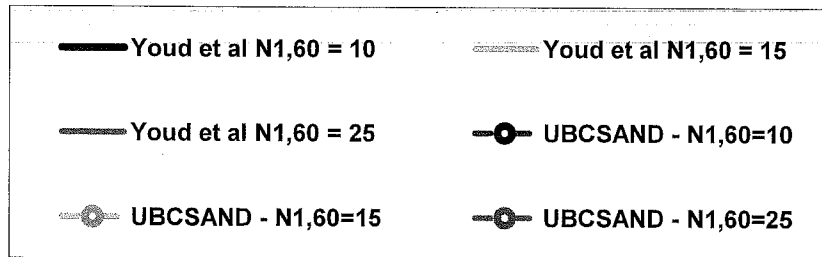 Youd et al N1,60 = 10
Youd et al N1,60 = 15
Youd et al N1,60 = 25
UBCSAND - N1,60=10
UBCSAND - N1,60=15
UBCSAND - N1,60=25